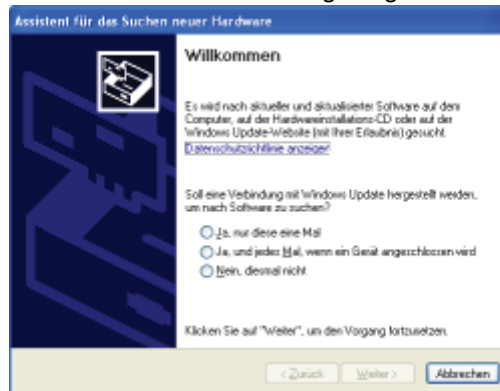 Assistent für das Suchen neuer Hardware
Willkommen
Es wird nach aktueller und aktualisierter Software auf dem
Computer, auf der Hardwareinstallations-CD oder auf der
Windows Update-Website (mit Ihrer Erlaubnis) gesucht.
Datenschutzrichtlinie anzeigen
Soll eine Verbindung mit Windows Update hergestellt werden,
um nach Software zu suchen?
Ja, nur diese eine Mal
Ja, und jedes Mal, wenn ein Gerät angeschlossen wird
Nein, diesmal nicht
Klicken Sie auf "Weiter", um den Vorgang fortzusetzen.
< Zurück Weiter > Abbrechen